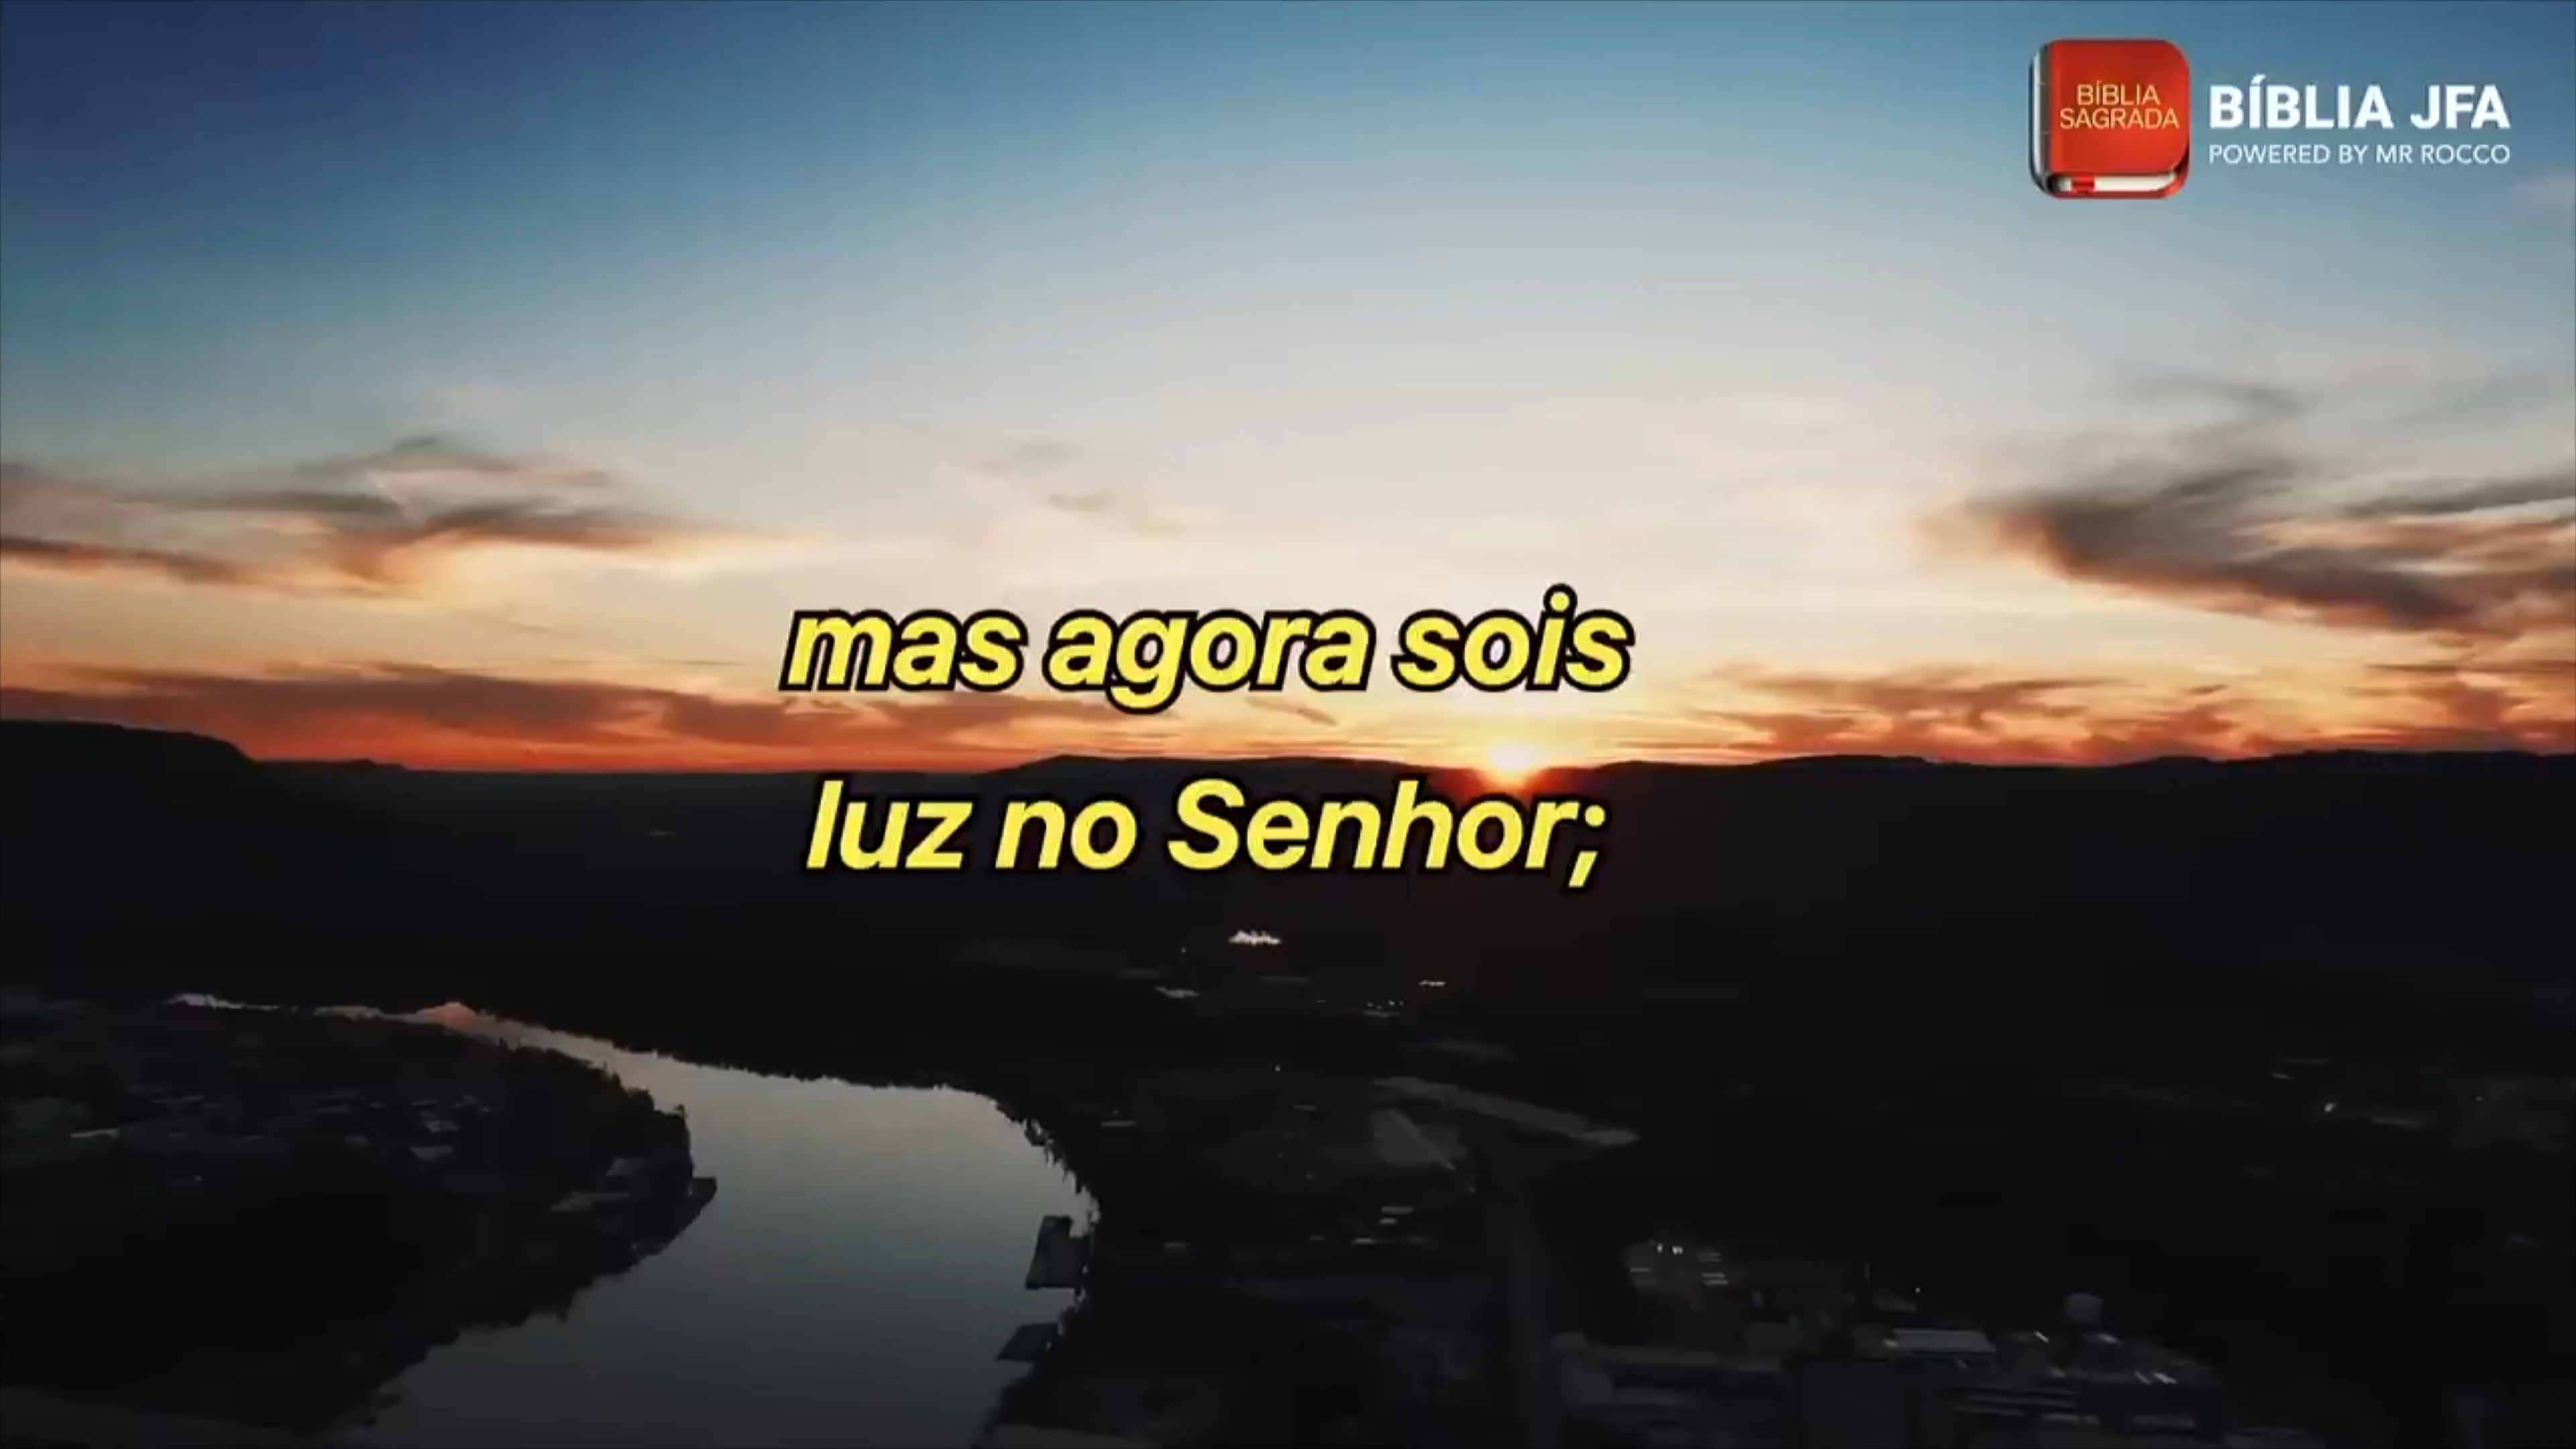 BÍBLIA
SAGRADA
BÍBLIA JFA
POWERED BY MR ROCCO
mas agora sois
luz no Senhor;